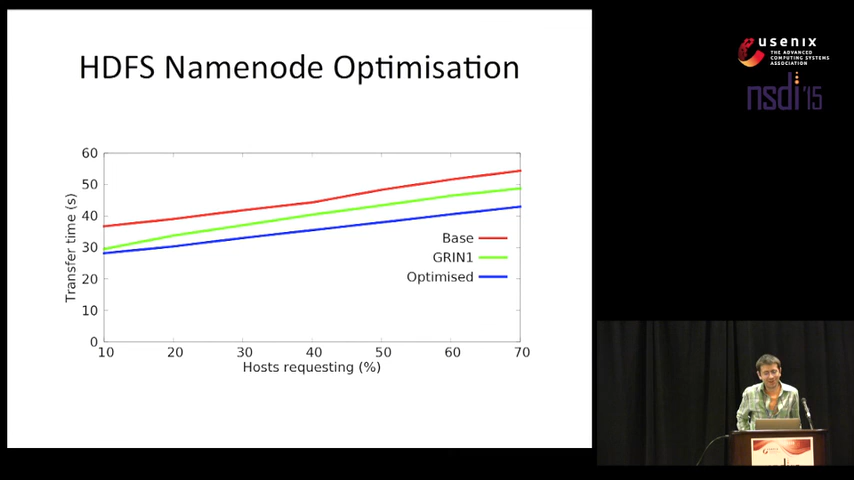 HDFS Namenode Optimisation
60
50
40
30
20
10
0
Transfer time (s)
Base
GRIN1
Optimised
10 20 30 40 50 60 70
Hosts requesting (%)
usenix
THE ADVANCED
COMPUTING SYSTEMS
ASSOCIATION
nsdi '15